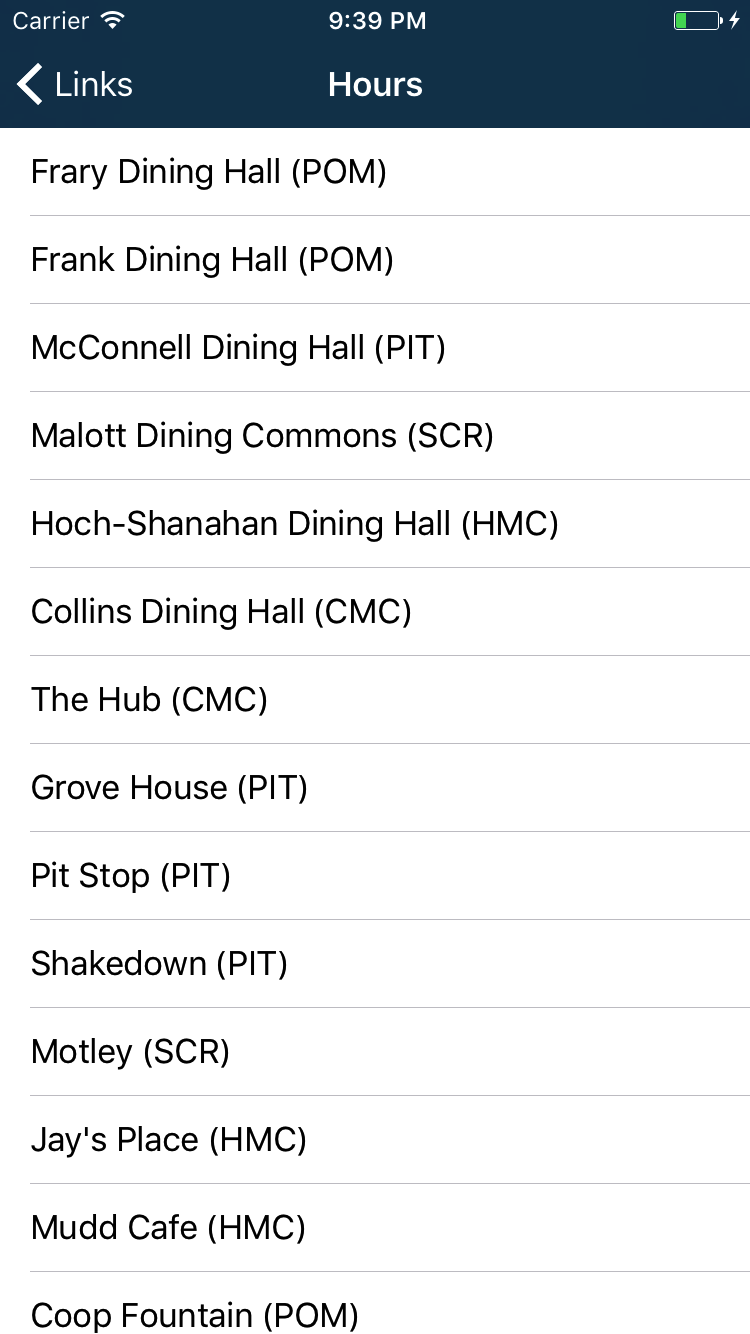 Carrier 9:39 PM
Links Hours
Frary Dining Hall (POM)
Frank Dining Hall (POM)
McConnell Dining Hall (PIT)
Malott Dining Commons (SCR)
Hoch-Shanahan Dining Hall (HMC)
Collins Dining Hall (CMC)
The Hub (CMC)
Grove House (PIT)
Pit Stop (PIT)
Shakedown (PIT)
Motley (SCR)
Jay's Place (HMC)
Mudd Cafe (HMC)
Coop Fountain (POM)